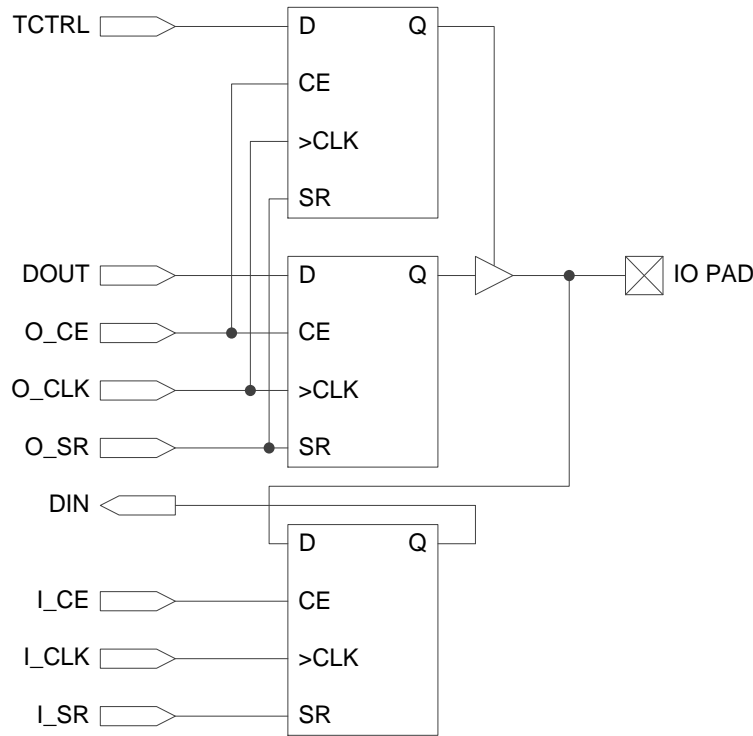 TCTRL
D Q
CE
>CLK
SR
DOUT
D Q
IO PAD
O_CE
CE
O_CLK
>CLK
O_SR
SR
DIN
D Q
I_CE
CE
I_CLK
>CLK
I_SR
SR